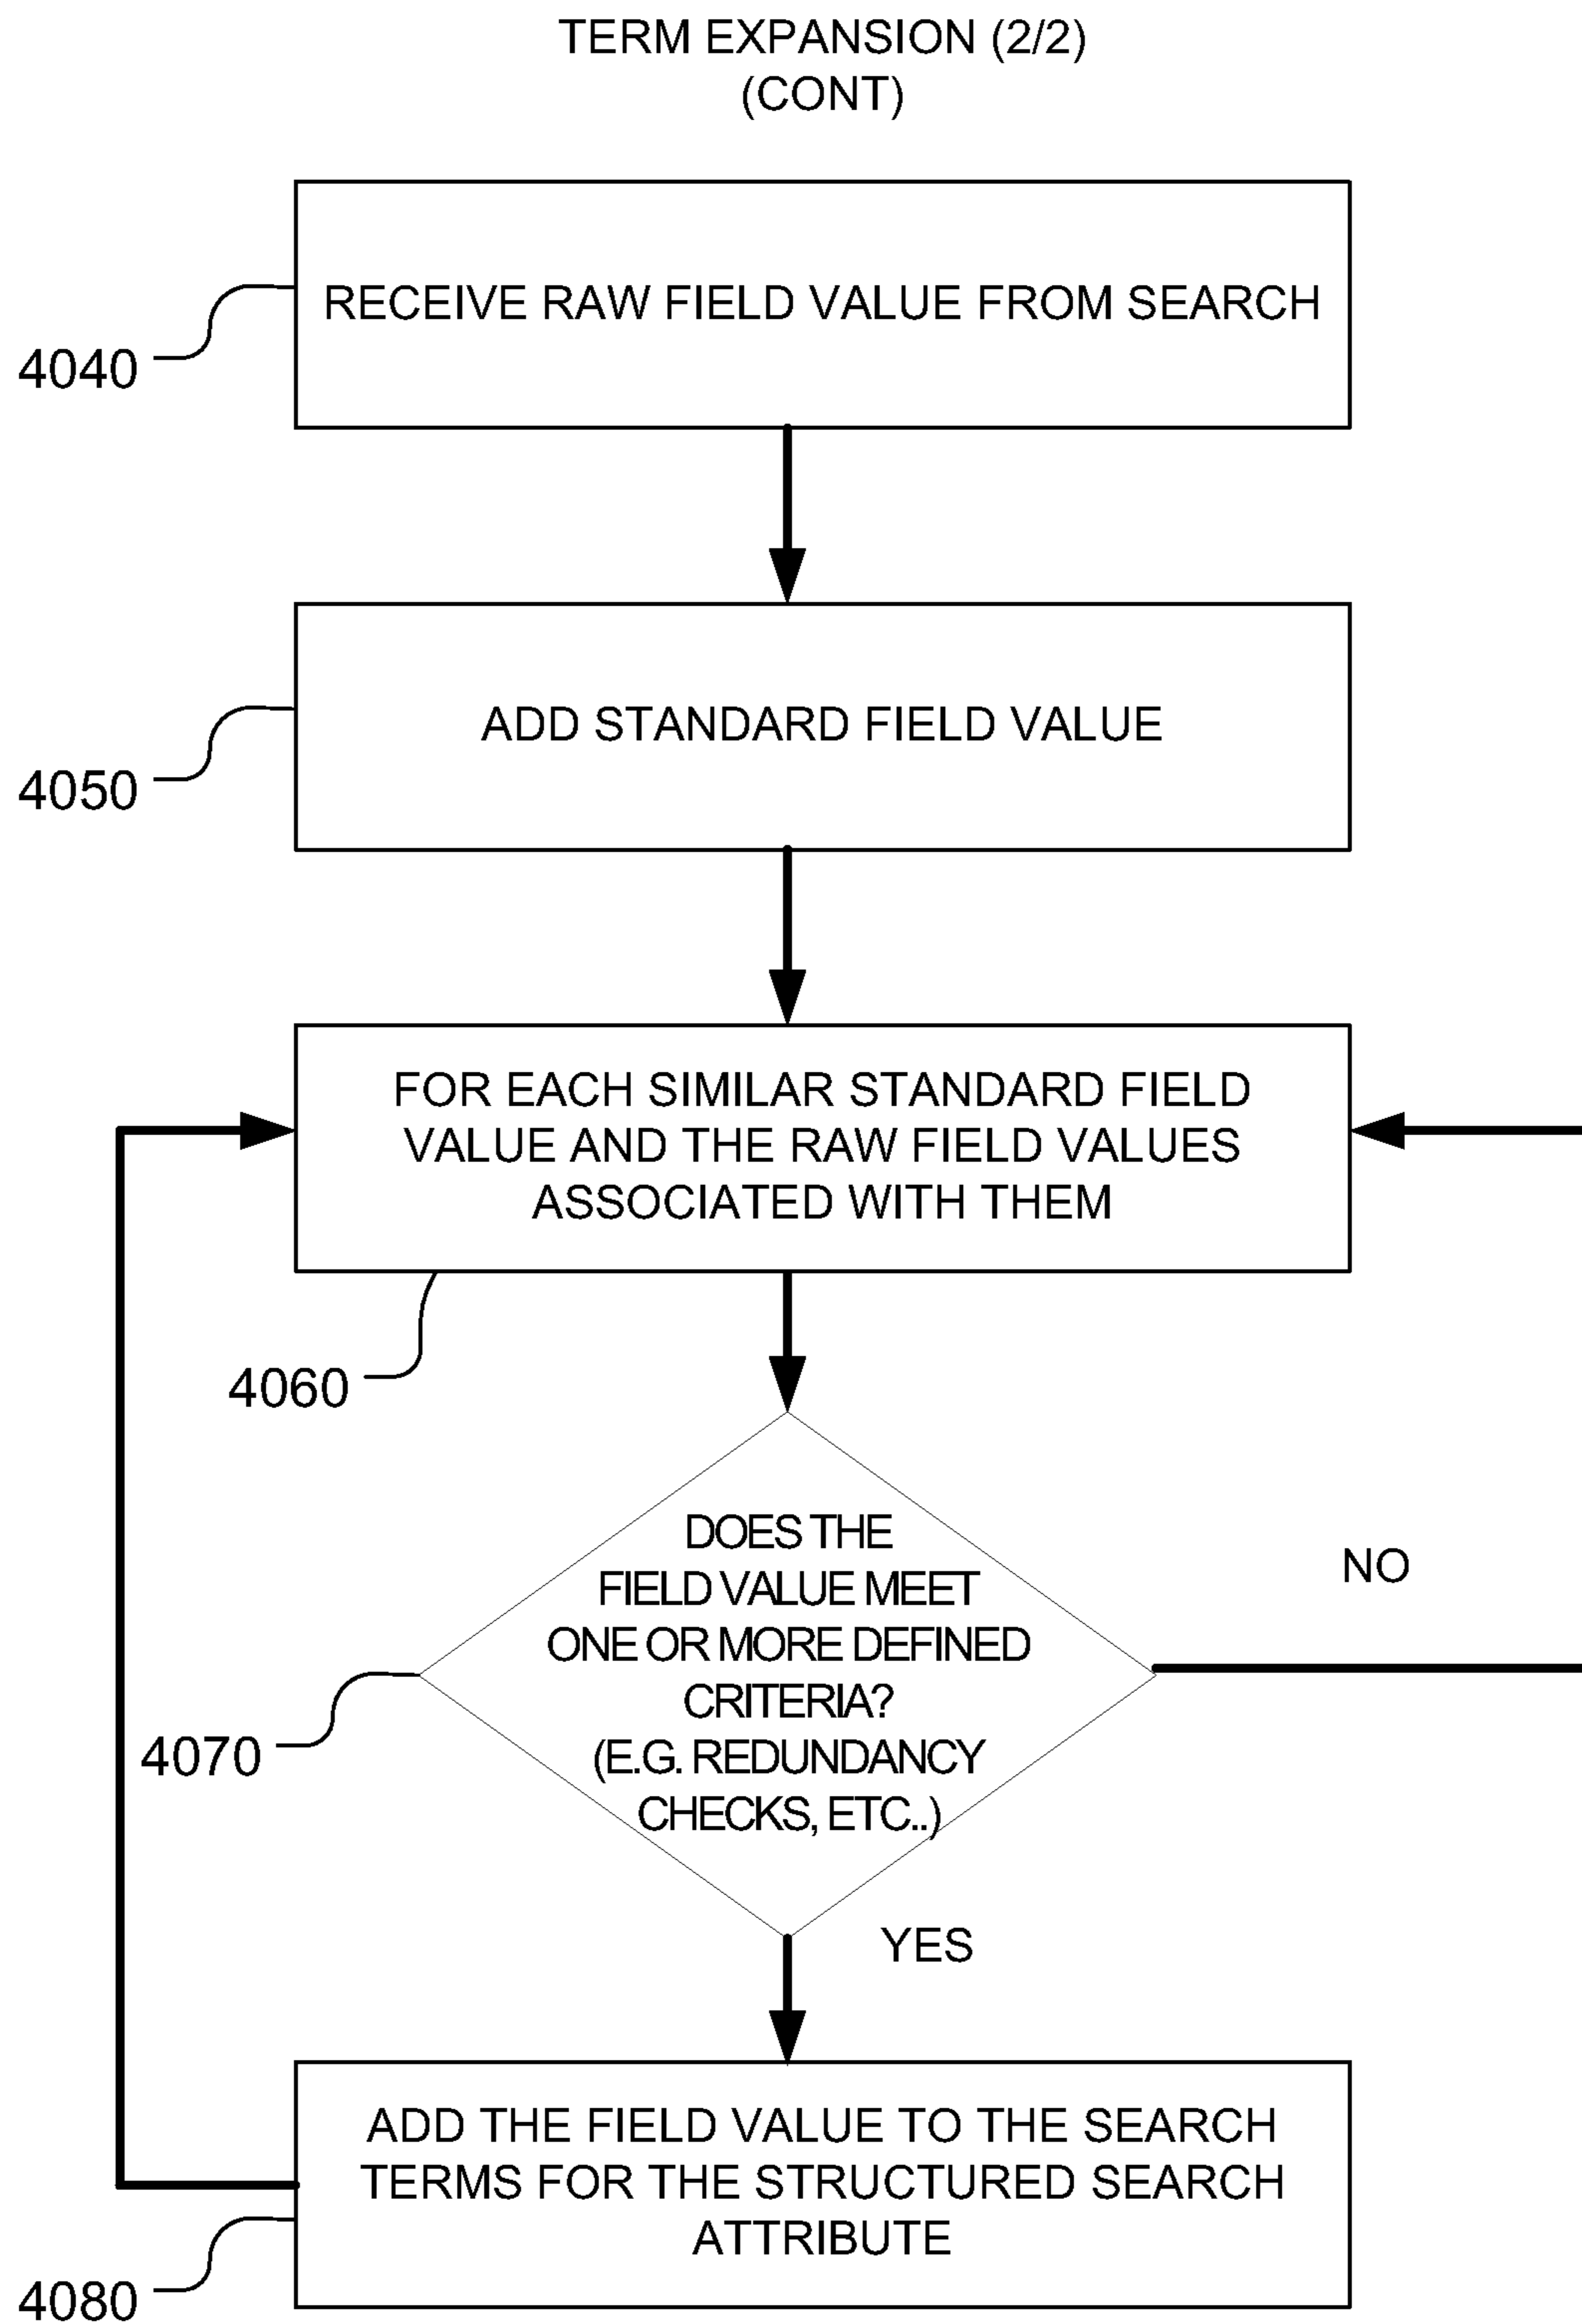 TERM EXPANSION (2/2)
(CONT)
RECEIVE RAW FIELD VALUE FROM SEARCH
4040
ADD STANDARD FIELD VALUE
4050
FOR EACH SIMILAR STANDARD FIELD
VALUE AND THE RAW FIELD VALUES
ASSOCIATED WITH THEM
4060
DOES THE
FIELD VALUE MEET
ONE OR MORE DEFINED
CRITERIA?
(E.G. REDUNDANCY
CHECKS, ETC..)
NO
4070
YES
ADD THE FIELD VALUE TO THE SEARCH
TERMS FOR THE STRUCTURED SEARCH
ATTRIBUTE
4080